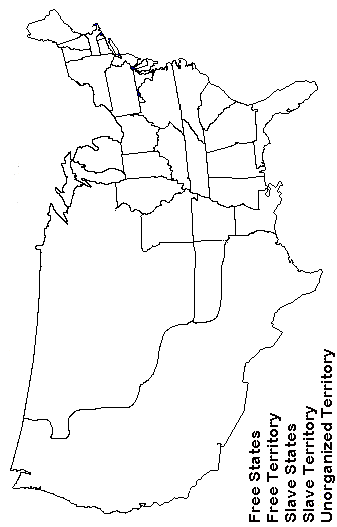 Free States
Free Territory
Slave States
Slave Territory
Unorganized Territory